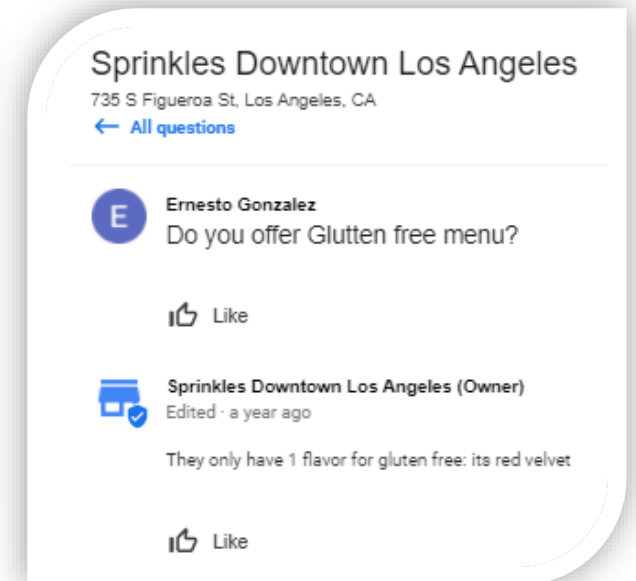 Sprinkles Downtown Los Angeles
735 S Figueroa St, Los Angeles, CA
← All questions
E
Ernesto Gonzalez
Do you offer Glutten free menu?
Like
Sprinkles Downtown Los Angeles (Owner)
Edited · a year ago
They only have 1 flavor for gluten free: its red velvet
Like